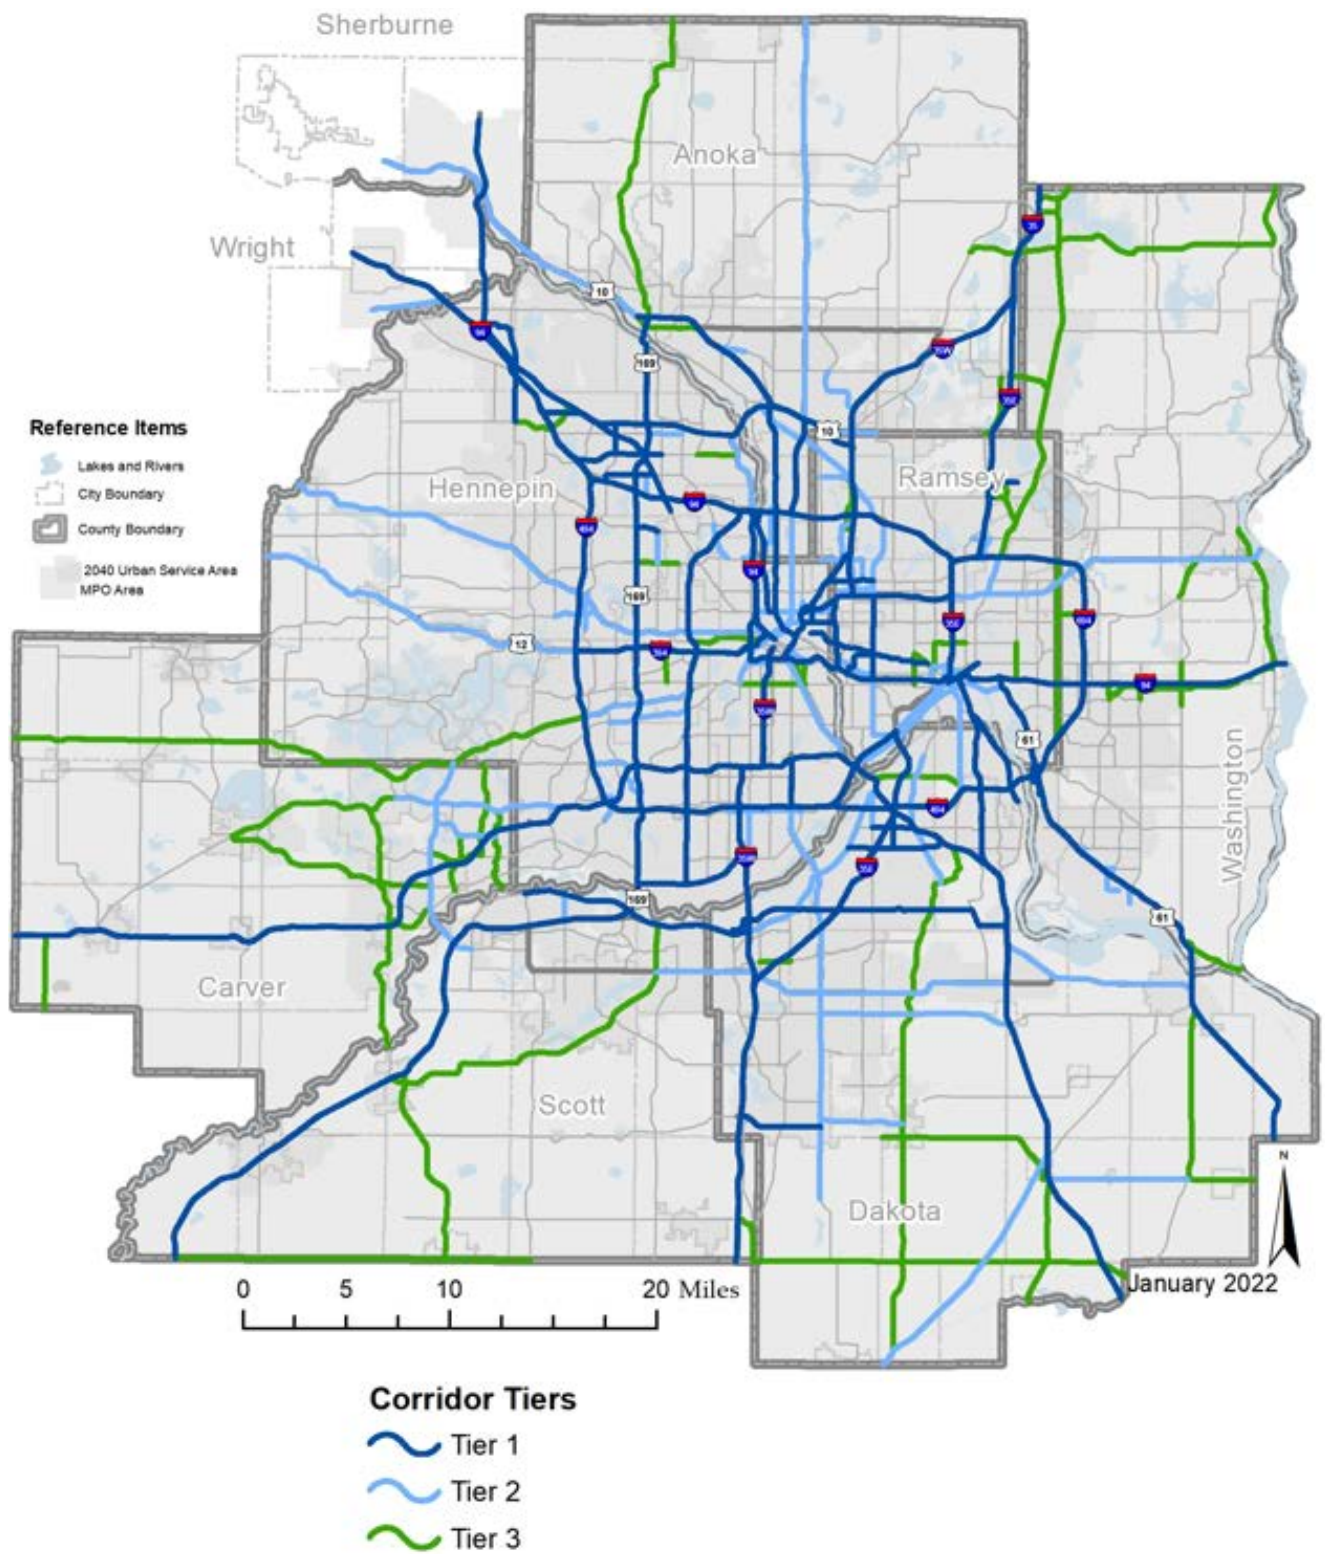 Sherburne
Anoka
Wright
35
10
94
35W
169
35E
Reference Items
Lakes and Rivers
City Boundary
County Boundary
2040 Urban Service Area
MPO Area
10
Hennepin
Ramsey
94
494
94
169
35E
694
12
394
94
35W
61
Washington
494
35W
35E
169
61
Carver
Scott
Dakota
N
January 2022
0 5 10 20 Miles
Corridor Tiers
Tier 1
Tier 2
Tier 3